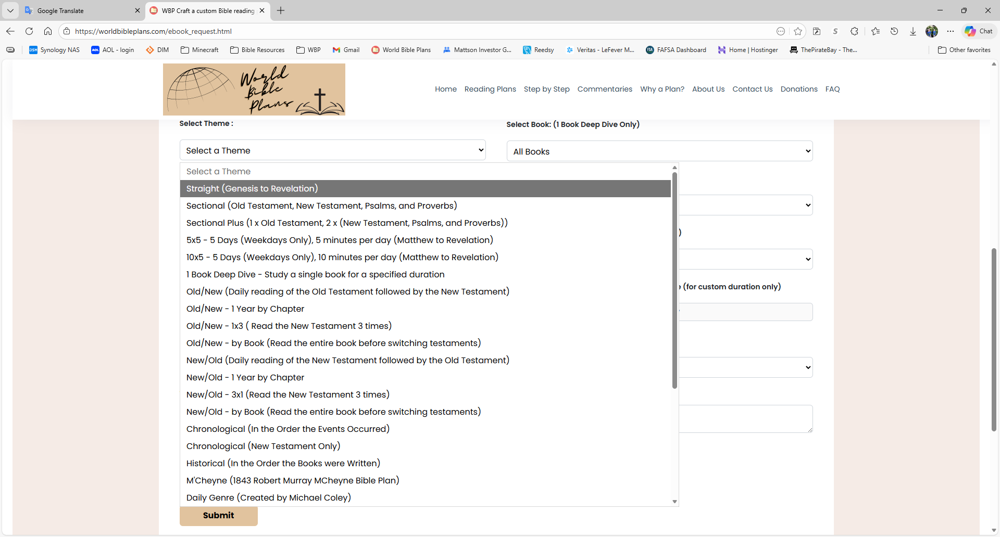 Google Translate
WBP Craft a custom Bible reading
https://worldbibleplans.com/ebook_request.html
Chat
Synology NAS
AOL - login
DIM
Minecraft
Bible Resources
WBP
Gmail
World Bible Plans
Mattson Investor G...
Reedsy
Veritas - LeFever M...
FAFSA Dashboard
Home | Hostinger
ThePirateBay - The...
Other favorites
World
Bible
Plans
Home
Reading Plans
Step by Step
Commentaries
Why a Plan?
About Us
Contact Us
Donations
FAQ
Select Theme :
Select Book: (1 Book Deep Dive Only)
Select a Theme
All Books
Select a Theme
Straight (Genesis to Revelation)
Sectional (Old Testament, New Testament, Psalms, and Proverbs)
Sectional Plus (1 x Old Testament, 2 x (New Testament, Psalms, and Proverbs))
5x5 - 5 Days (Weekdays Only), 5 minutes per day (Matthew to Revelation)
10x5 - 5 Days (Weekdays Only), 10 minutes per day (Matthew to Revelation)
1 Book Deep Dive - Study a single book for a specified duration
Old/New (Daily reading of the Old Testament followed by the New Testament)
(for custom duration only)
Old/New - 1 Year by Chapter
Old/New - 1x3 ( Read the New Testament 3 times)
Old/New - by Book (Read the entire book before switching testaments)
New/Old (Daily reading of the New Testament followed by the Old Testament)
New/Old - 1 Year by Chapter
New/Old - 3x1 (Read the New Testament 3 times)
New/Old - by Book (Read the entire book before switching testaments)
Chronological (In the Order the Events Occurred)
Chronological (New Testament Only)
Historical (In the Order the Books were Written)
M'Cheyne (1843 Robert Murray MCheyne Bible Plan)
Daily Genre (Created by Michael Coley)
Submit